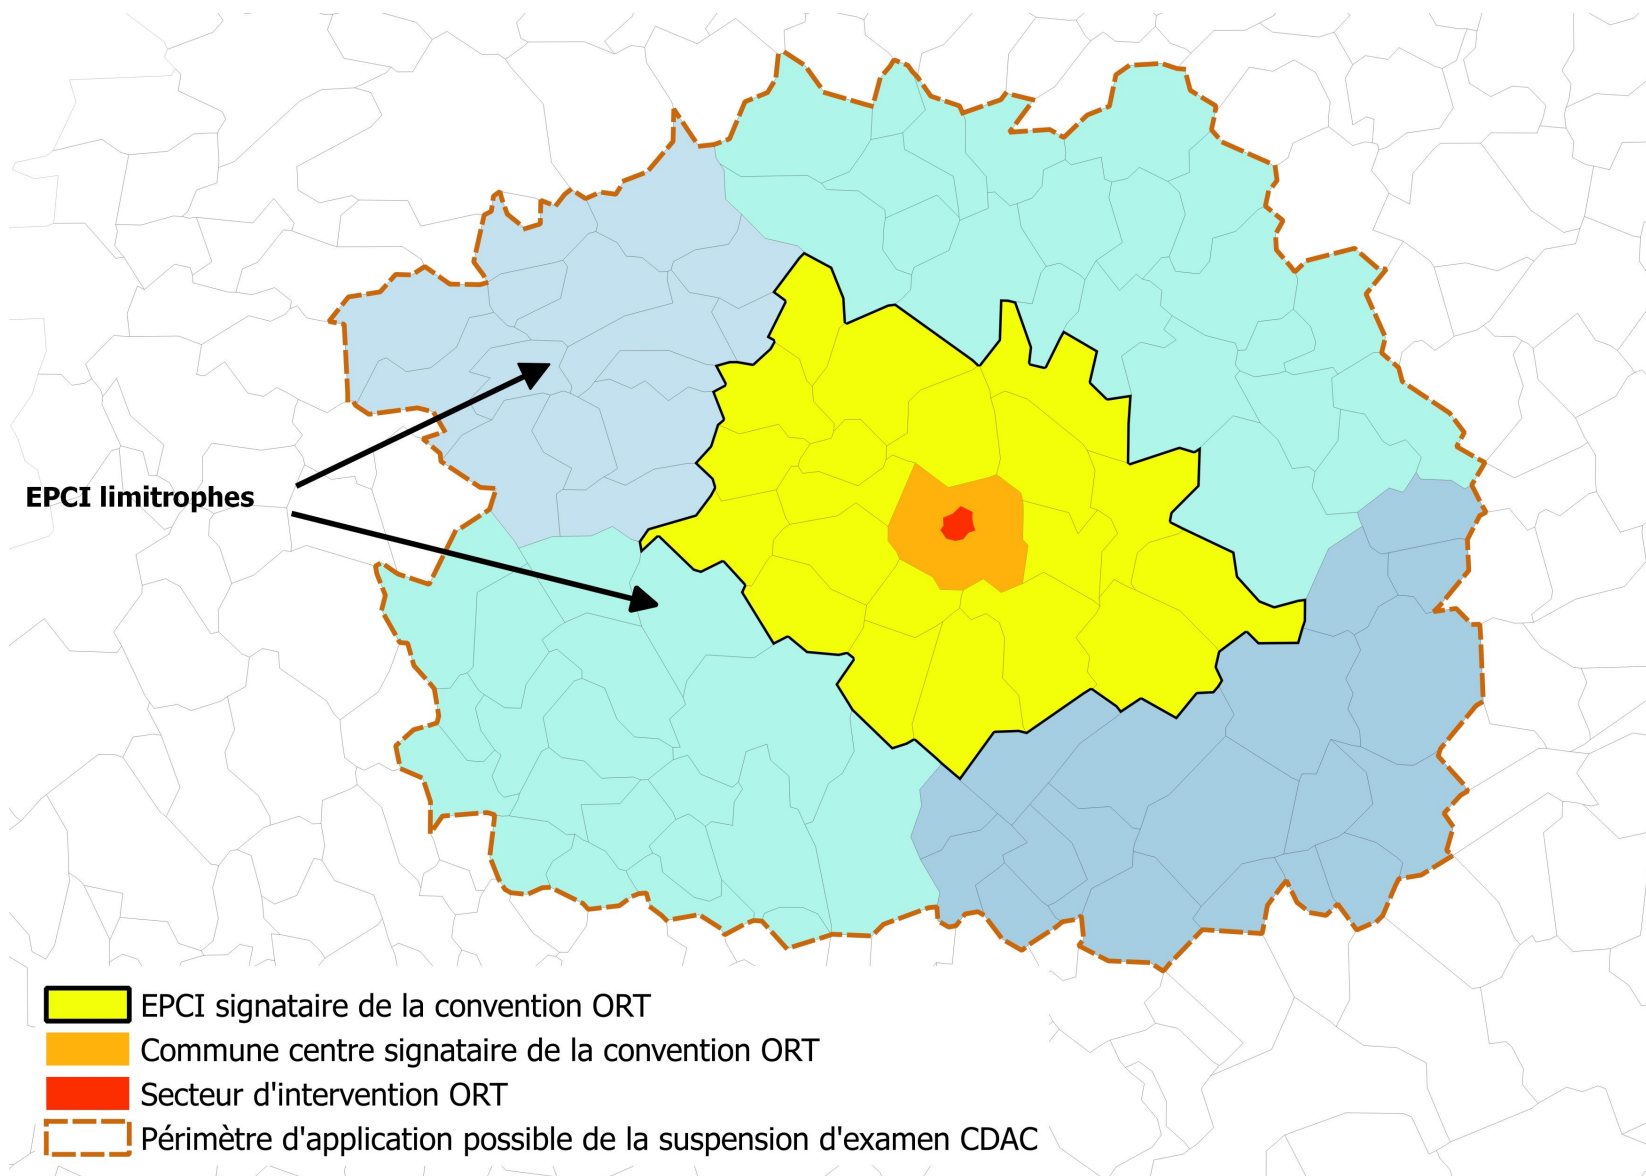 EPCI limitrophes
EPCI signataire de la convention ORT
Commune centre signataire de la convention ORT
Secteur d'intervention ORT
Périmètre d'application possible de la suspension d'examen CDAC